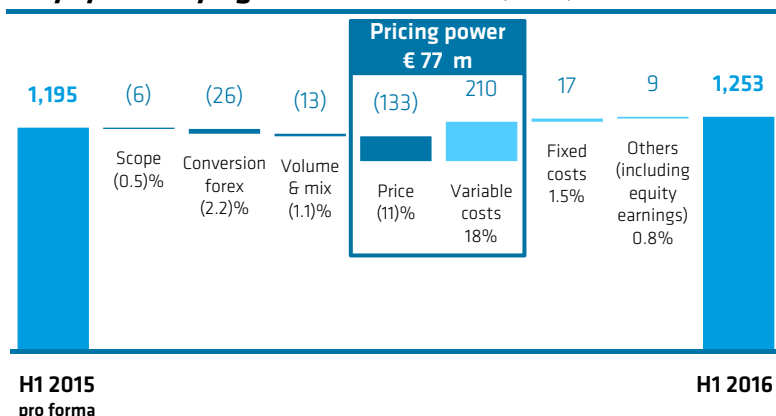 Pricing power
€ 77 m
1,195
(6)
(26)
(13)
(133)
210
17
9
1,253
Scope
(0.5)%
Conversion
forex
(2.2)%
Volume
& mix
(1.1)%
Price
(11)%
Variable
costs
18%
Fixed
costs
1.5%
Others
(including
equity
earnings)
0.8%
H1 2015
pro forma
H1 2016